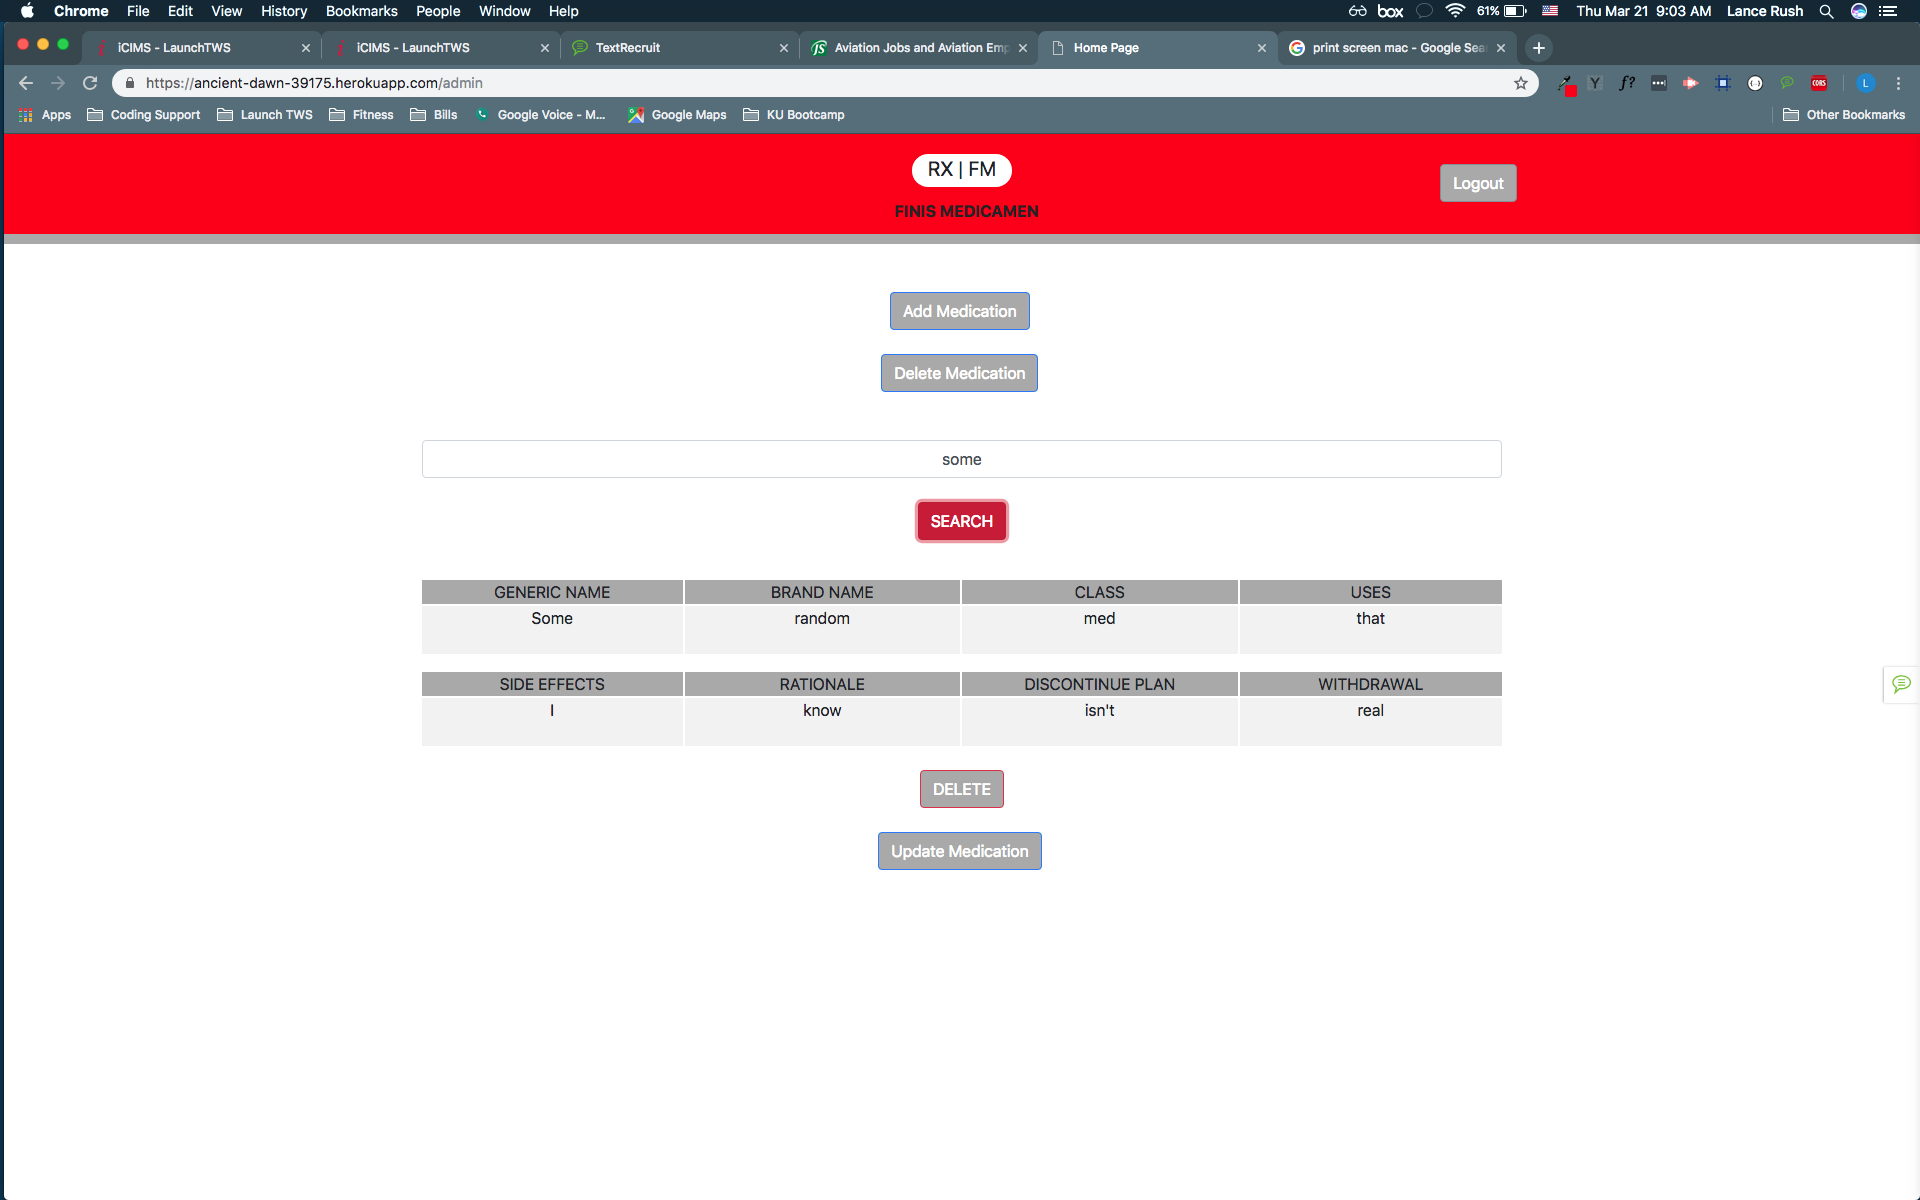 Chrome File Edit View History Bookmarks People Window Help box 61% Thu Mar 21 9:03 AM Lance Rush
iCIMS - LaunchTWS iCIMS - LaunchTWS TextRecruit Aviation Jobs and Aviation Emp Home Page print screen mac - Google Sea
https://ancient-dawn-39175.herokuapp.com/admin f? CORS L
Apps Coding Support Launch TWS Fitness Bills Google Voice - M... Google Maps KU Bootcamp Other Bookmarks
RX | FM
Logout
FINIS MEDICAMEN
Add Medication
Delete Medication
some
SEARCH
GENERIC NAME BRAND NAME CLASS USES
Some random med that
SIDE EFFECTS RATIONALE DISCONTINUE PLAN WITHDRAWAL
I know isn't real
DELETE
Update Medication